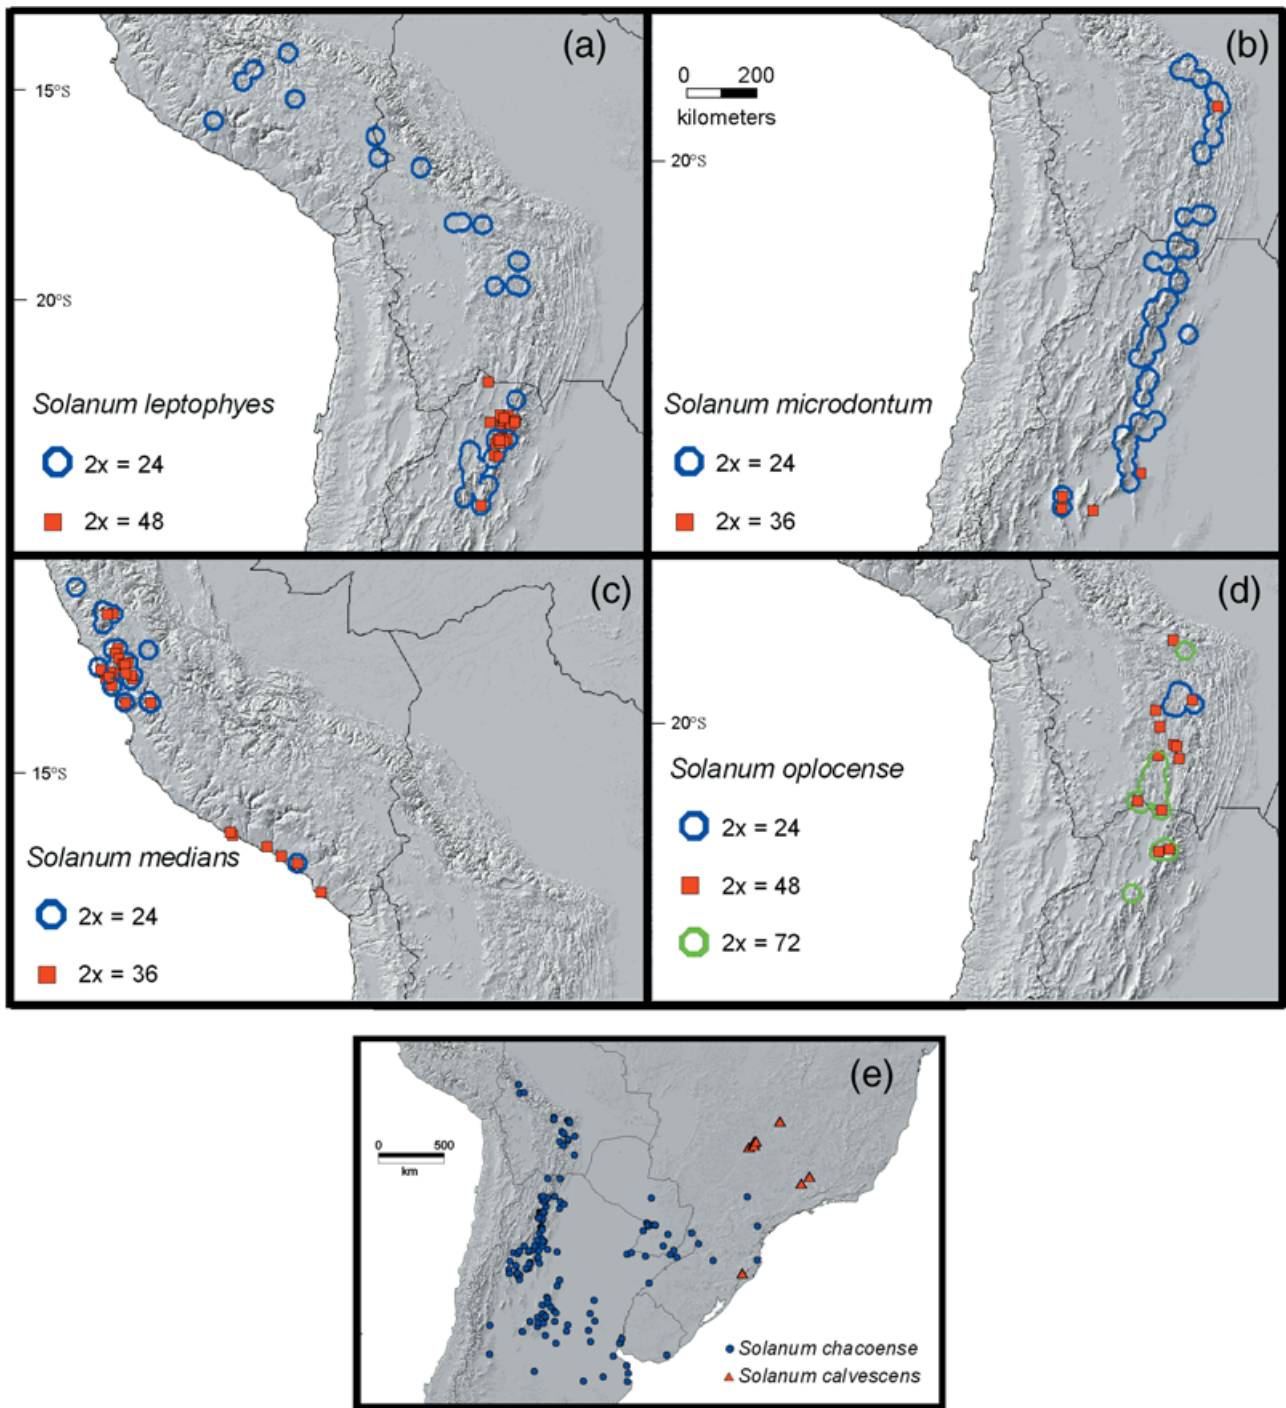 (a)
15°S
20°S
Solanum leptophyes
2x = 24
2x = 48
(b)
0 200
kilometers
20°S
Solanum microdontum
2x = 24
2x = 36
(c)
15°S
Solanum medians
2x = 24
2x = 36
(d)
20°S
Solanum oplocense
2x = 24
2x = 48
2x = 72
(e)
0 500
km
Solanum chacoense
Solanum calvescens